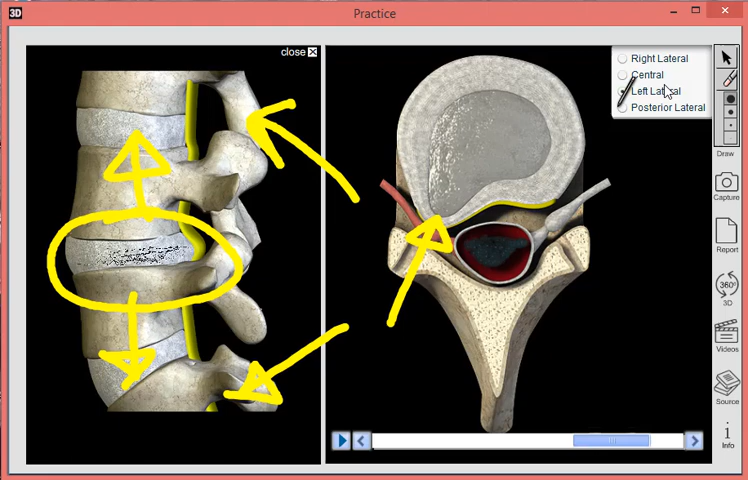 3D
Practice
close
Right Lateral
Central
Left Lateral
Posterior Lateral
Draw
Capture
Report
360°
3D
Videos
Source
i
Info